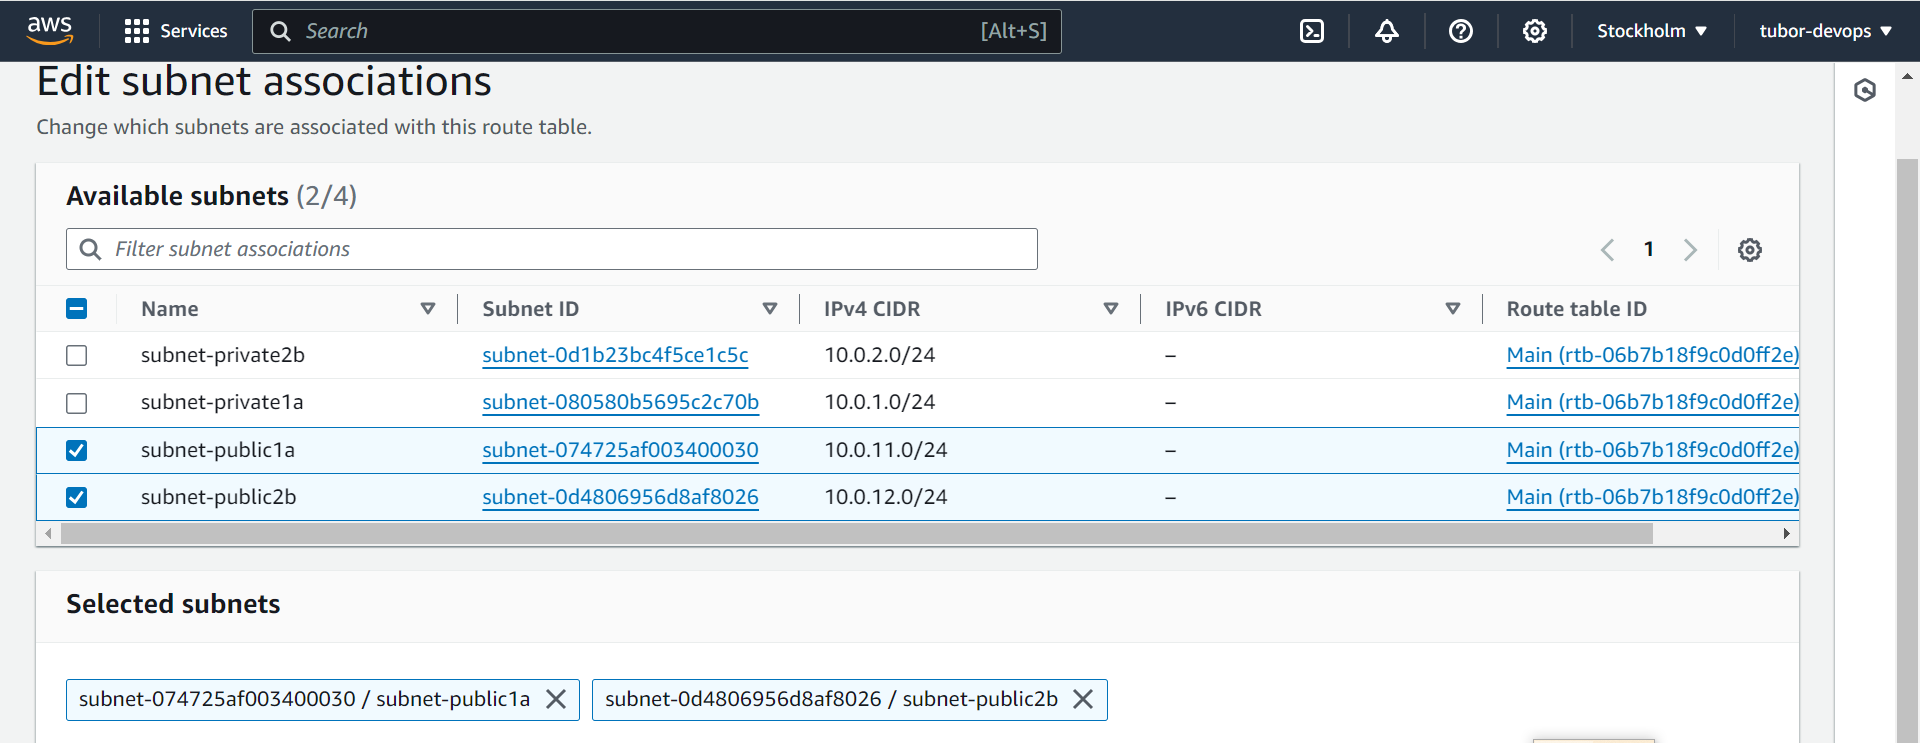 aws Services Search [Alt+S] Stockholm ▼ tubor-devops ▼
Edit subnet associations
Change which subnets are associated with this route table.
Available subnets (2/4)
Filter subnet associations
1
Name Subnet ID IPv4 CIDR IPv6 CIDR Route table ID
subnet-private2b subnet-0d1b23bc4f5ce1c5c 10.0.2.0/24 – Main (rtb-06b7b18f9c0d0ff2e)
subnet-private1a subnet-080580b5695c2c70b 10.0.1.0/24 – Main (rtb-06b7b18f9c0d0ff2e)
subnet-public1a subnet-074725af003400030 10.0.11.0/24 – Main (rtb-06b7b18f9c0d0ff2e)
subnet-public2b subnet-0d4806956d8af8026 10.0.12.0/24 – Main (rtb-06b7b18f9c0d0ff2e)
Selected subnets
subnet-074725af003400030 / subnet-public1a subnet-0d4806956d8af8026 / subnet-public2b